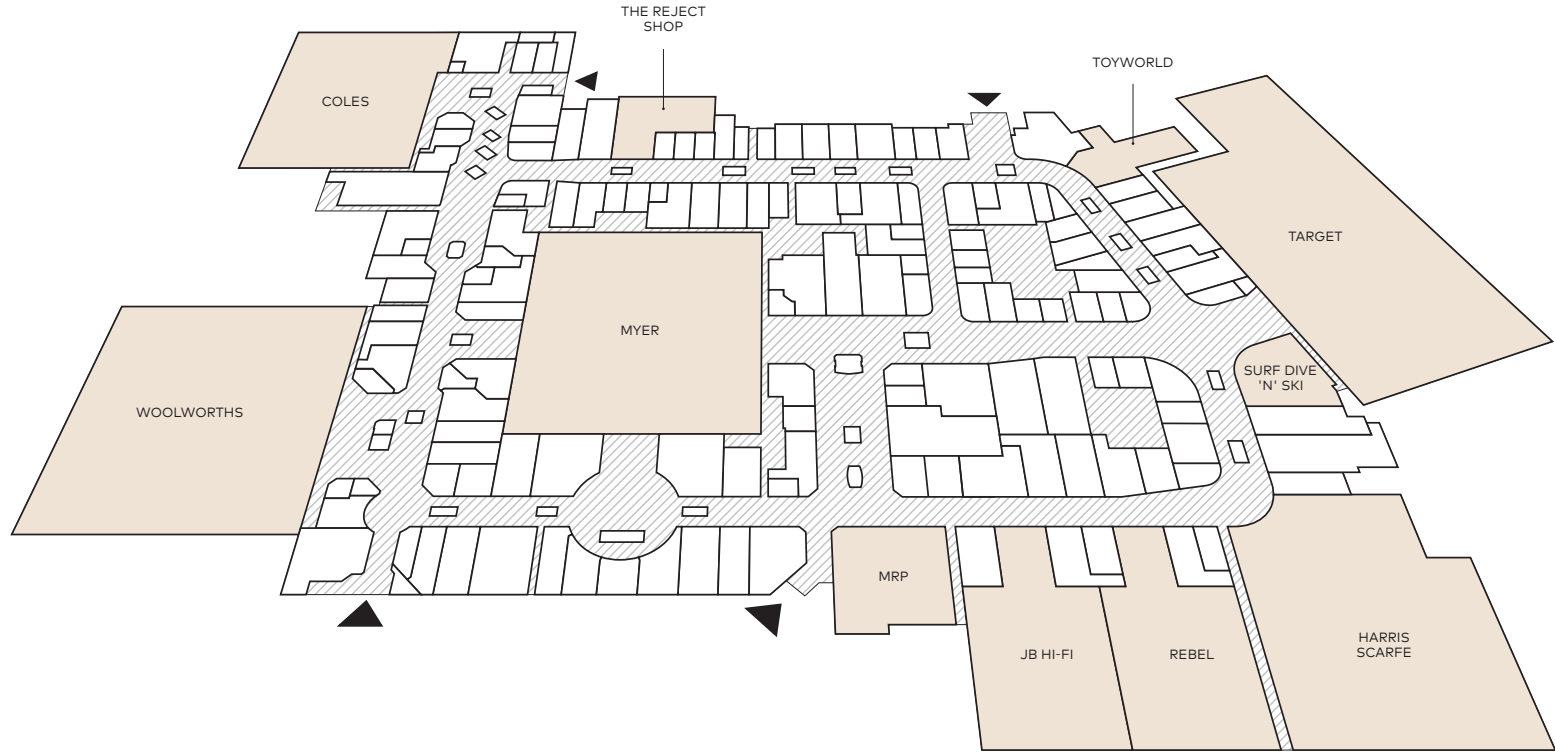 THE REJECT
SHOP
TOYWORLD
COLES
TARGET
MYER
SURF DIVE
'N' SKI
WOOLWORTHS
MRP
JB HI-FI
REBEL
HARRIS
SCARFE